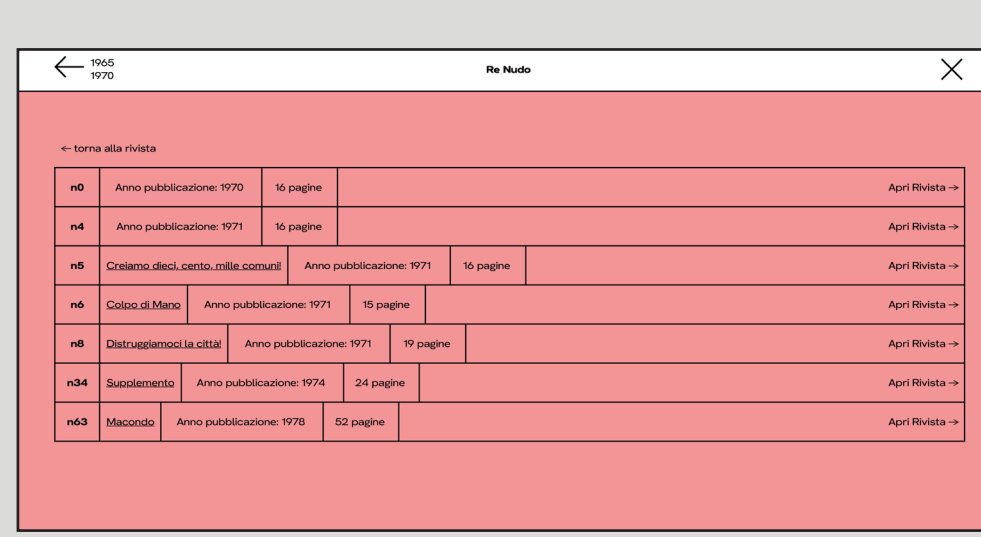 ← 1965
1970
Re Nudo
← torna alla rivista
n0 Anno pubblicazione: 1970 16 pagine Apri Rivista →
n4 Anno pubblicazione: 1971 16 pagine Apri Rivista →
n5 Creiamo dieci, cento, mille comuni! Anno pubblicazione: 1971 16 pagine Apri Rivista →
n6 Colpo di Mano Anno pubblicazione: 1971 15 pagine Apri Rivista →
n8 Distruggiamoci la città! Anno pubblicazione: 1971 19 pagine Apri Rivista →
n34 Supplemento Anno pubblicazione: 1974 24 pagine Apri Rivista →
n63 Macondo Anno pubblicazione: 1978 52 pagine Apri Rivista →